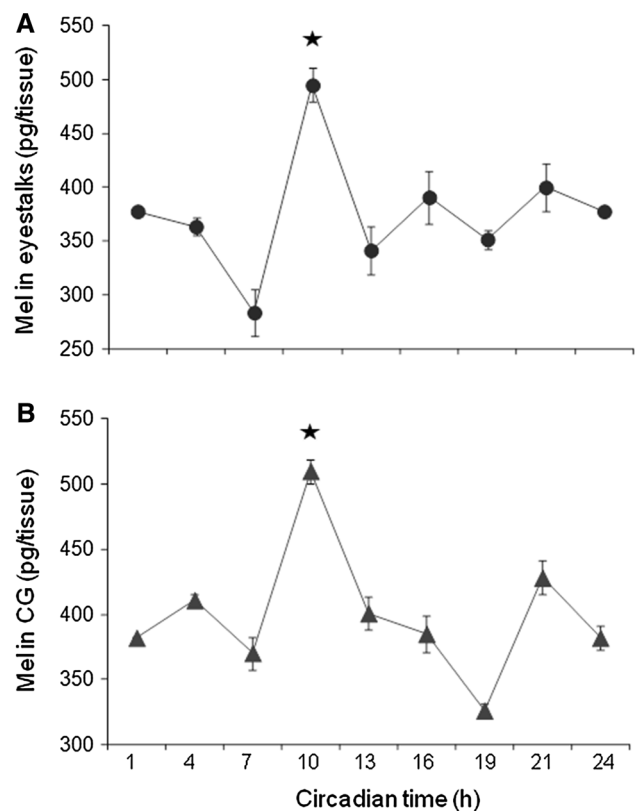 A
Mel in eyestalks (pg/tissue)
550
500
450
400
350
300
250
B
Mel in CG (pg/tissue)
550
500
450
400
350
300
1 4 7 10 13 16 19 21 24
Circadian time (h)